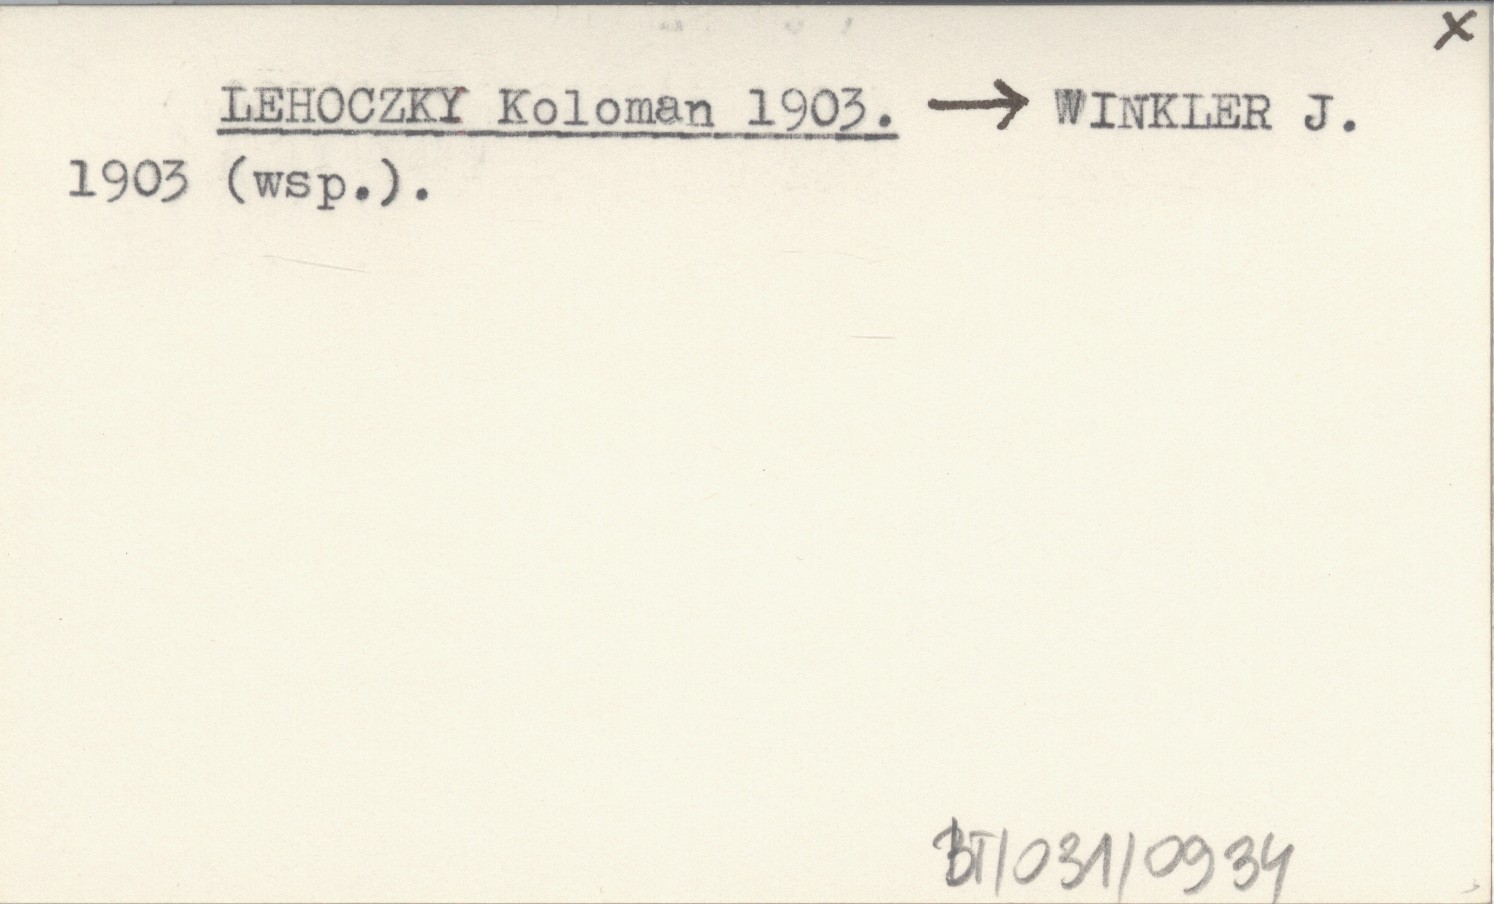 x
LEHOCZKY Koloman 1903. → WINKLER J.
1903 (wsp.).
BT/031/0934